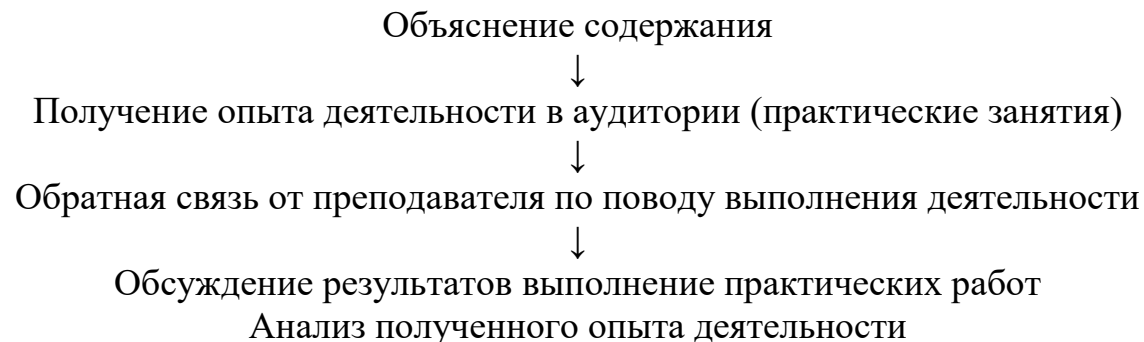 Объяснение содержания
↓
Получение опыта деятельности в аудитории (практические занятия)
↓
Обратная связь от преподавателя по поводу выполнения деятельности
↓
Обсуждение результатов выполнение практических работ
Анализ полученного опыта деятельности